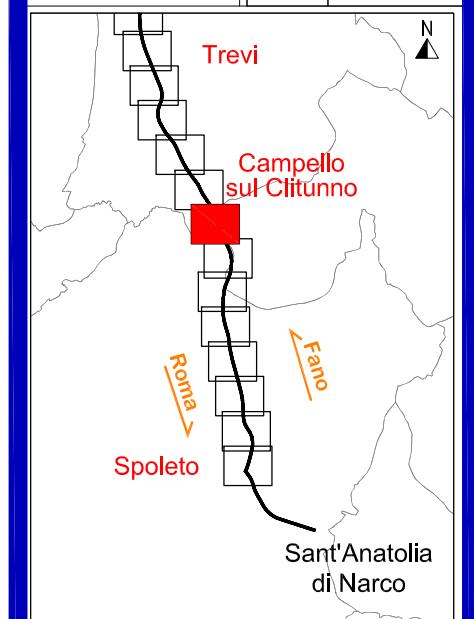 N
Trevi
Campello
sul Clitunno
Fano
Roma
Spoleto
Sant'Anatolia
di Narco